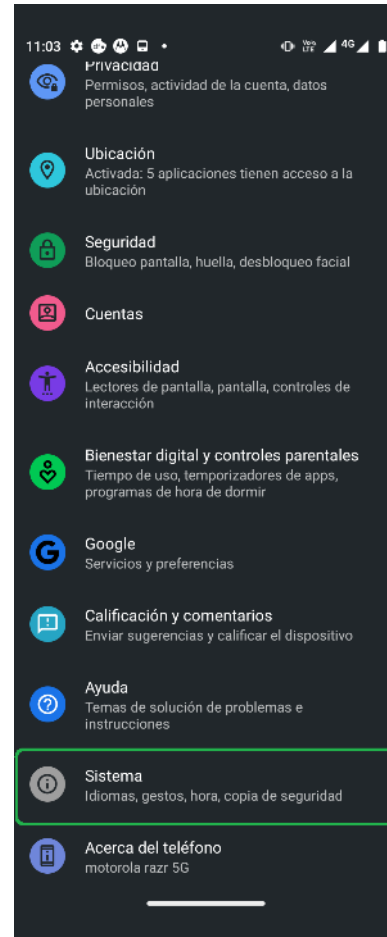 11:03
4G
Privacidad
Permisos, actividad de la cuenta, datos
personales
Ubicación
Activada: 5 aplicaciones tienen acceso a la
ubicación
Seguridad
Bloqueo pantalla, huella, desbloqueo facial
Cuentas
Accesibilidad
Lectores de pantalla, pantalla, controles de
interacción
Bienestar digital y controles parentales
Tiempo de uso, temporizadores de apps,
programas de hora de dormir
Google
Servicios y preferencias
Calificación y comentarios
Enviar sugerencias y calificar el dispositivo
Ayuda
Temas de solución de problemas e
instrucciones
Sistema
Idiomas, gestos, hora, copia de seguridad
Acerca del teléfono
motorola razr 5G